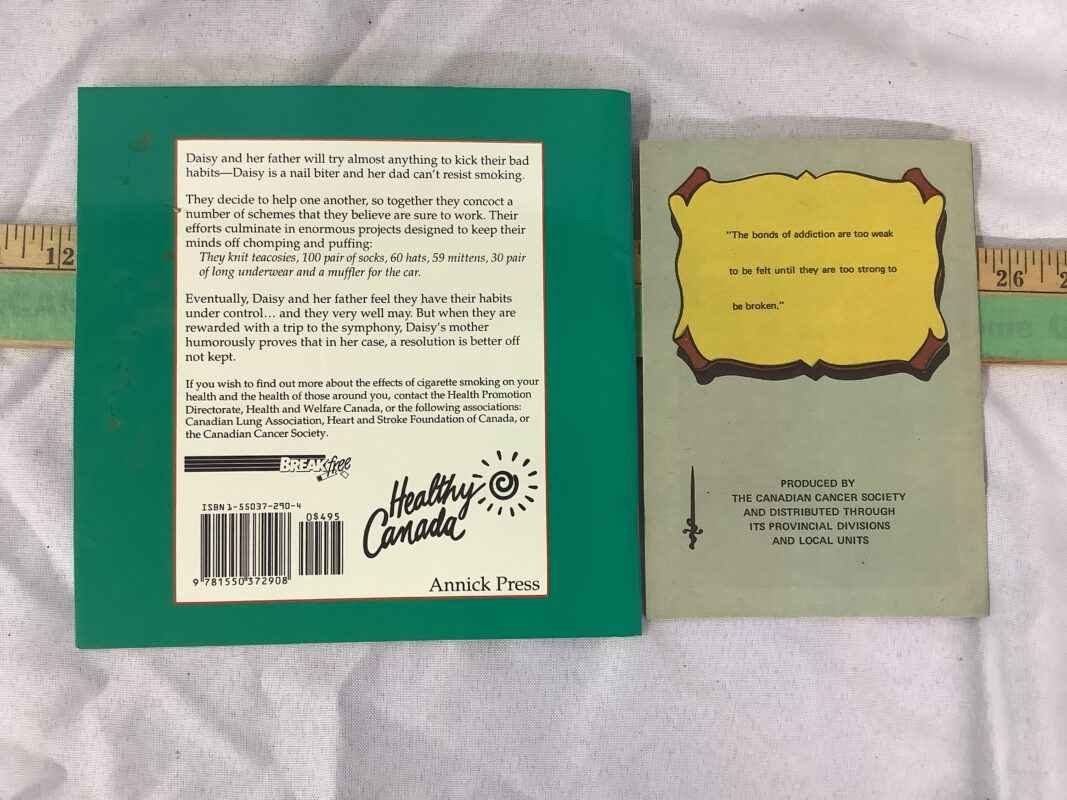 Daisy and her father will try almost anything to kick their bad
habits—Daisy is a nail biter and her dad can't resist smoking.
They decide to help one another, so together they concoct a
number of schemes that they believe are sure to work. Their
efforts culminate in enormous projects designed to keep their
minds off chomping and puffing:
They knit teacosies, 100 pair of socks, 60 hats, 59 mittens, 30 pair
of long underwear and a muffler for the car.
Eventually, Daisy and her father feel they have their habits
under control... and they very well may. But when they are
rewarded with a trip to the symphony, Daisy's mother
humorously proves that in her case, a resolution is better off
not kept.
If you wish to find out more about the effects of cigarette smoking on your
health and the health of those around you, contact the Health Promotion
Directorate, Health and Welfare Canada, or the following associations:
Canadian Lung Association, Heart and Stroke Foundation of Canada, or
the Canadian Cancer Society.
BREAK free
Healthy
Canada
ISBN 1-55037-290-4
0$495
9 781550 372908
Annick Press
"The bonds of addiction are too weak
to be felt until they are too strong to
be broken."
PRODUCED BY
THE CANADIAN CANCER SOCIETY
AND DISTRIBUTED THROUGH
ITS PROVINCIAL DIVISIONS
AND LOCAL UNITS
12
26